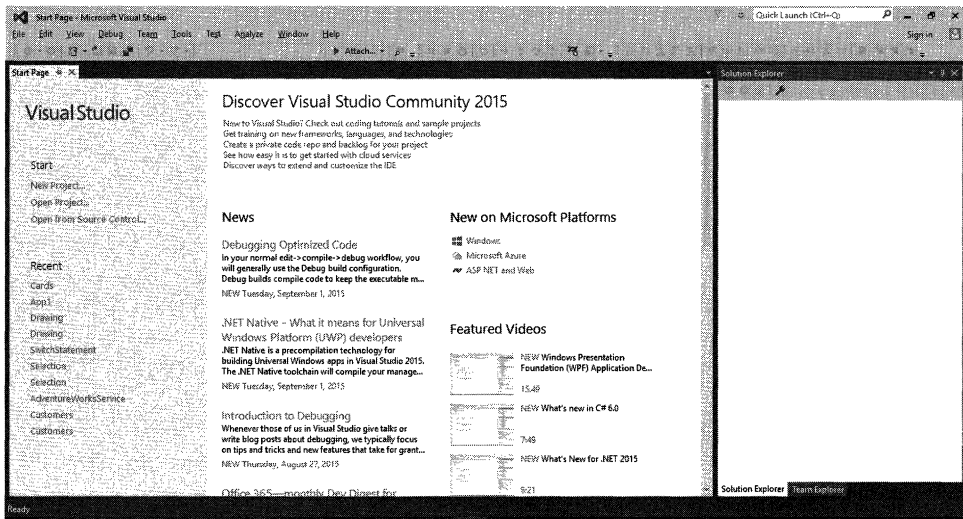 Start Page - Microsoft Visual Studio
Quick Launch (Ctrl+Q)
File Edit View Debug Team Tools Test Analyze Window Help
Sign in
Attach...
Start Page
Solution Explorer
Visual Studio
Start
New Project...
Open Project...
Open from Source Control...
Recent
Cards
App1
Drawing
Drawing
SwitchStatement
Selection
Selection
AdventureWorksService
Customers
Customers
Discover Visual Studio Community 2015
New to Visual Studio? Check out coding tutorials and sample projects
Get training on new frameworks, languages, and technologies
Create a private code repo and backlog for your project
See how easy it is to get started with cloud services
Discover ways to extend and customize the IDE
News
Debugging Optimized Code
In your normal edit->compile->debug workflow, you
will generally use the Debug build configuration.
Debug builds compile code to keep the executable m...
NEW Tuesday, September 1, 2015
.NET Native – What it means for Universal
Windows Platform (UWP) developers
.NET Native is a precompilation technology for
building Universal Windows apps in Visual Studio 2015.
The .NET Native toolchain will compile your manage...
NEW Tuesday, September 1, 2015
Introduction to Debugging
Whenever those of us in Visual Studio give talks or
write blog posts about debugging, we typically focus
on tips and tricks and new features that take for grant...
NEW Thursday, August 27, 2015
Office 365—monthly Dev Digest for
New on Microsoft Platforms
Windows
Microsoft Azure
ASP.NET and Web
Featured Videos
NEW Windows Presentation
Foundation (WPF) Application De...
15:49
NEW What's new in C# 6.0
7:49
NEW What's New for .NET 2015
9:21
Solution Explorer Team Explorer
Ready